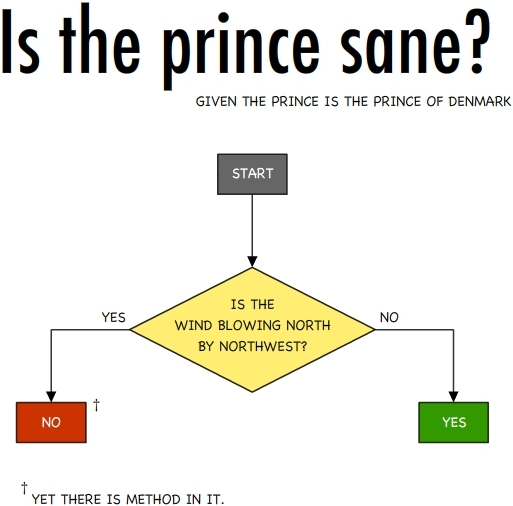 Is the prince sane?
GIVEN THE PRINCE IS THE PRINCE OF DENMARK
START
IS THE
WIND BLOWING NORTH
BY NORTHWEST?
YES
NO
NO †
YES
† YET THERE IS METHOD IN IT.